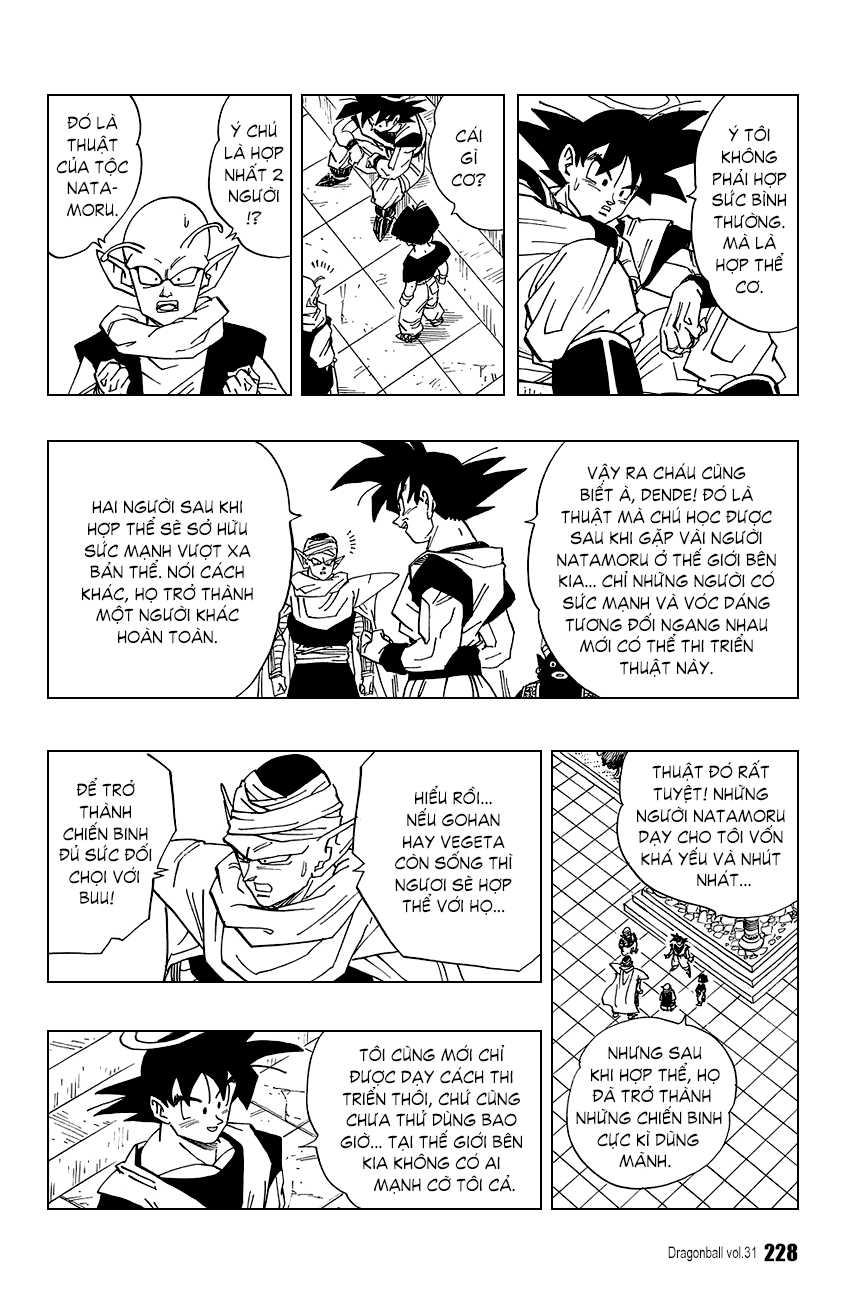 Ý TÔI
KHÔNG
PHẢI HỢP
SỨC BÌNH
THƯỜNG.
MÀ LÀ
HỢP THỂ
CƠ.
CÁI
GÌ
CƠ?
Ý CHÚ
LÀ HỢP
NHẤT 2
NGƯỜI
!?
ĐÓ LÀ
THUẬT
CỦA TỘC
NATA-
MORU.
VẬY RA CHÁU CŨNG
BIẾT À, DENDE! ĐÓ LÀ
THUẬT MÀ CHÚ HỌC ĐƯỢC
SAU KHI GẶP VÀI NGƯỜI
NATAMORU Ở THẾ GIỚI BÊN
KIA... CHỈ NHỮNG NGƯỜI CÓ
SỨC MẠNH VÀ VÓC DÁNG
TƯƠNG ĐỐI NGANG NHAU
MỚI CÓ THỂ THI TRIỂN
THUẬT NÀY.
HAI NGƯỜI SAU KHI
HỢP THỂ SẼ SỞ HỮU
SỨC MẠNH VƯỢT XA
BẢN THỂ. NÓI CÁCH
KHÁC, HỌ TRỞ THÀNH
MỘT NGƯỜI KHÁC
HOÀN TOÀN.
THUẬT ĐÓ RẤT
TUYỆT! NHỮNG
NGƯỜI NATAMORU
DẠY CHO TÔI VỐN
KHÁ YẾU VÀ NHÚT
NHÁT...
NHƯNG SAU
KHI HỢP THỂ, HỌ
ĐÃ TRỞ THÀNH
NHỮNG CHIẾN BINH
CỰC KÌ DŨNG
MÃNH.
HIỂU RỒI...
NẾU GOHAN
HAY VEGETA
CÒN SỐNG THÌ
NGƯƠI SẼ HỢP
THỂ VỚI HỌ...
ĐỂ TRỞ
THÀNH
CHIẾN BINH
ĐỦ SỨC ĐỐI
CHỌI VỚI
BUU!
TÔI CŨNG MỚI CHỈ
ĐƯỢC DẠY CÁCH THI
TRIỂN THÔI, CHỨ CŨNG
CHƯA THỬ DÙNG BAO
GIỜ... TẠI THẾ GIỚI BÊN
KIA KHÔNG CÓ AI
MẠNH CỠ TÔI CẢ.
Dragonball vol.31 228